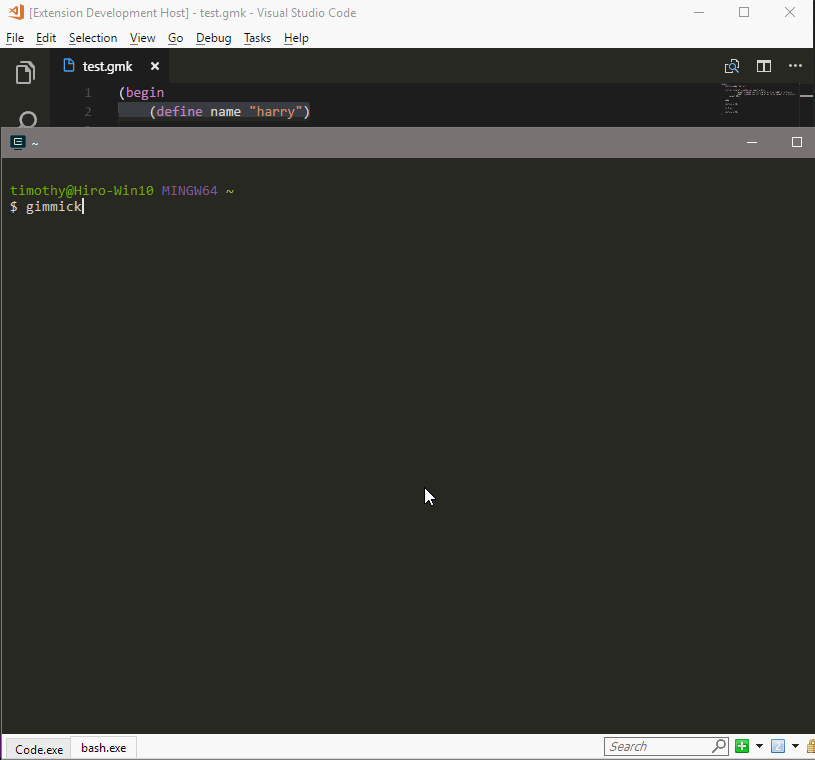 [Extension Development Host] - test.gmk - Visual Studio Code
File Edit Selection View Go Debug Tasks Help
test.gmk
1 (begin
2 (define name "harry")
~
timothy@Hiro-Win10 MINGW64 ~
$ gimmick
Code.exe bash.exe Search